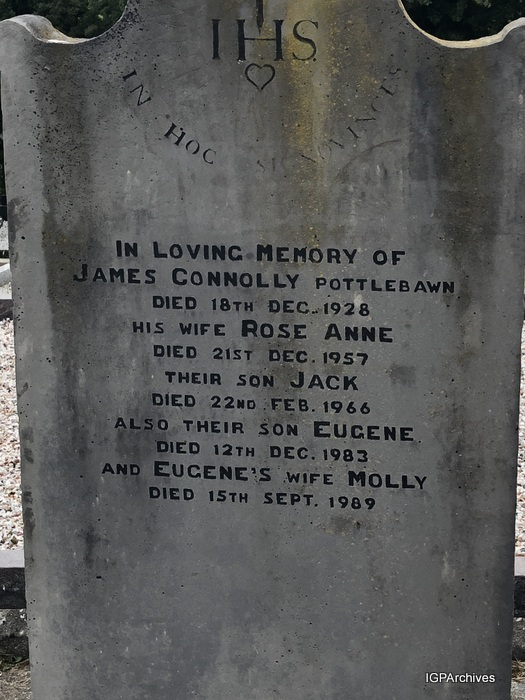 IHS
IN HOC SIGNO VINCES
IN LOVING MEMORY OF
JAMES CONNOLLY POTTLEBAWN
DIED 18TH DEC. 1928
HIS WIFE ROSE ANNE
DIED 21ST DEC. 1957
THEIR SON JACK
DIED 22ND FEB. 1966
ALSO THEIR SON EUGENE
DIED 12TH DEC. 1983
AND EUGENE'S WIFE MOLLY
DIED 15TH SEPT. 1989
IGPArchives